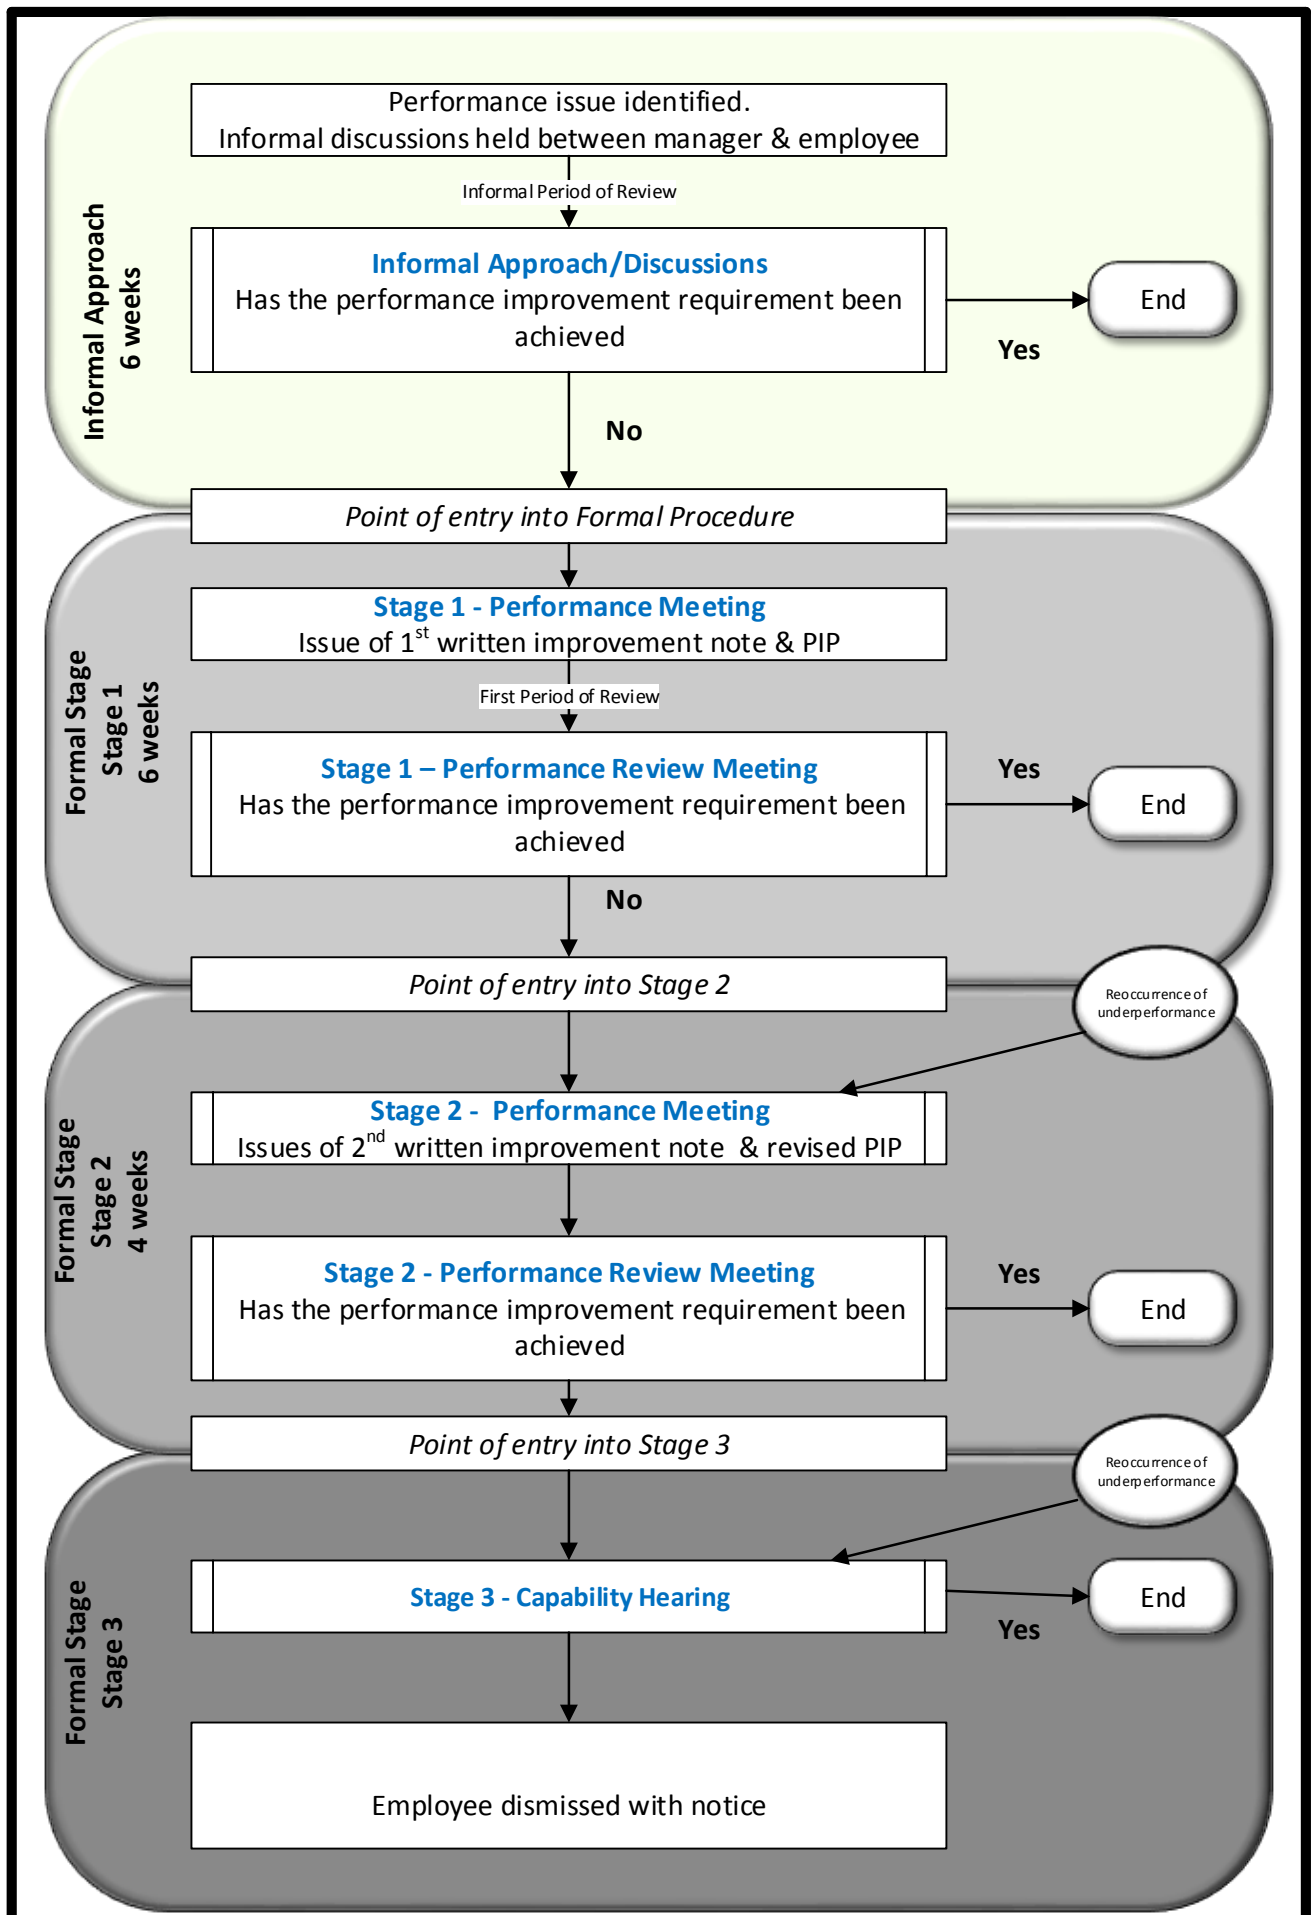 Performance issue identified.
Informal discussions held between manager & employee
Informal Period of Review
Informal Approach
6 weeks
Informal Approach/Discussions
Has the performance improvement requirement been
achieved
End
Yes
No
Point of entry into Formal Procedure
Formal Stage
Stage 1
6 weeks
Stage 1 - Performance Meeting
Issue of 1st written improvement note & PIP
First Period of Review
Stage 1 – Performance Review Meeting
Has the performance improvement requirement been
achieved
Yes
End
No
Point of entry into Stage 2
Reoccurrence of
underperformance
Formal Stage
Stage 2
4 weeks
Stage 2 - Performance Meeting
Issues of 2nd written improvement note & revised PIP
Stage 2 - Performance Review Meeting
Has the performance improvement requirement been
achieved
Yes
End
Point of entry into Stage 3
Reoccurrence of
underperformance
Formal Stage
Stage 3
Stage 3 - Capability Hearing
End
Yes
Employee dismissed with notice